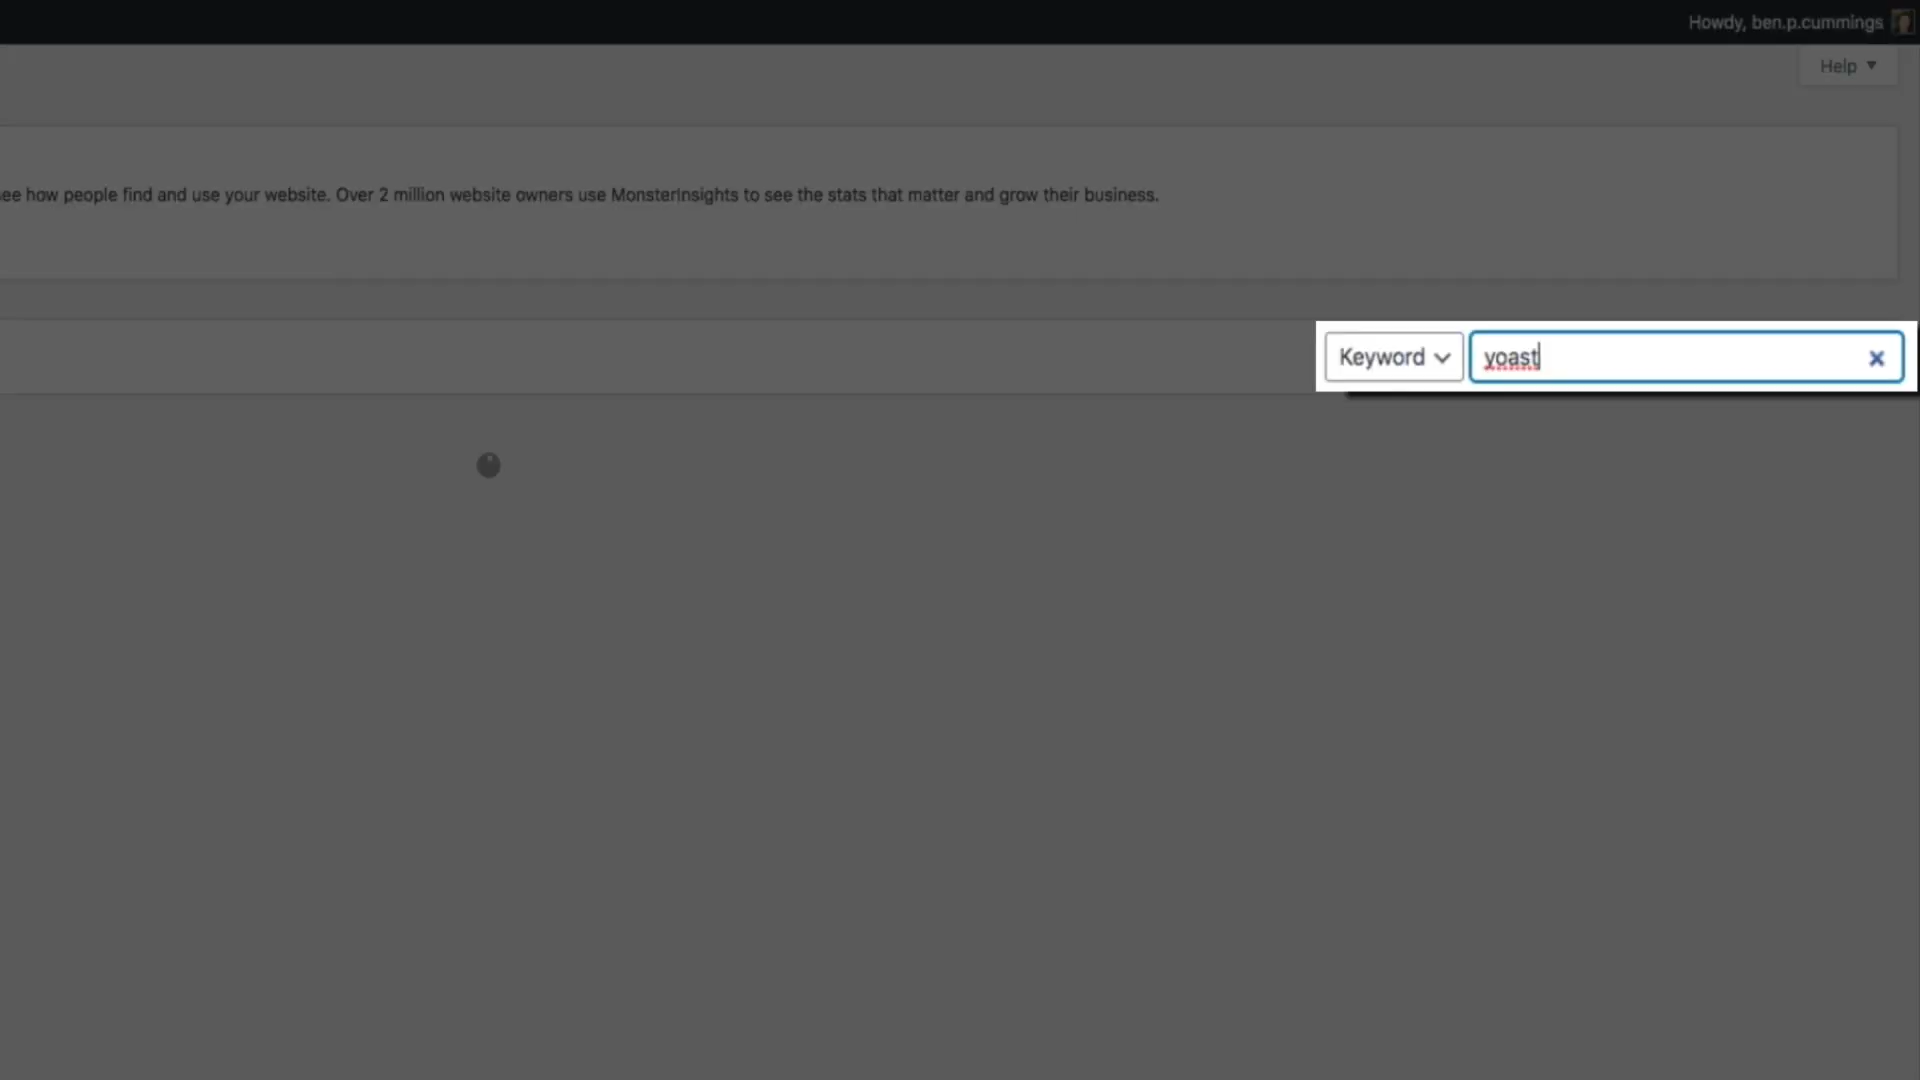 Howdy, ben.p.cummings
Help
see how people find and use your website. Over 2 million website owners use MonsterInsights to see the stats that matter and grow their business.
Keyword
yoast